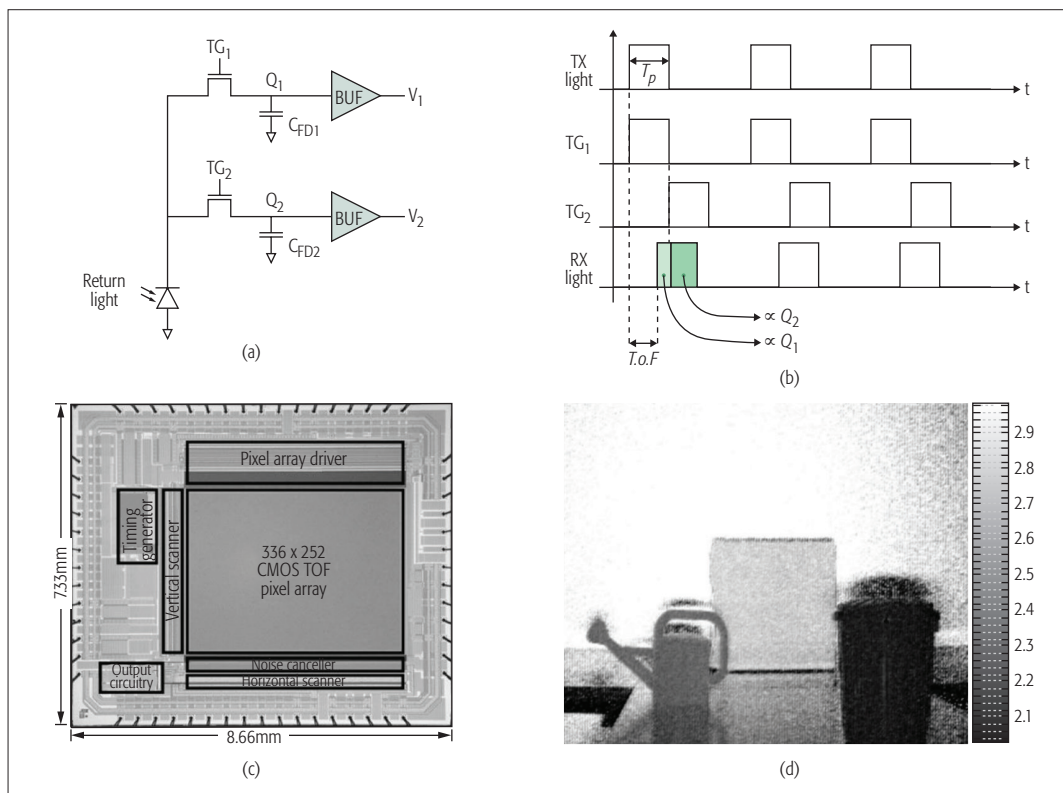 TG1
Q1
BUF
V1
CFD1
TG2
Q2
BUF
V2
CFD2
Return
light
(a)
TX
light
Tp
t
TG1
t
TG2
t
RX
light
t
∝ Q2
∝ Q1
T.o.F
(b)
Pixel array driver
Timing
generator
Vertical scanner
336 x 252
CMOS TOF
pixel array
Noise canceller
Output
circuitry
Horizontal scanner
7.33mm
8.66mm
(c)
2.9
2.8
2.7
2.6
2.5
2.4
2.3
2.2
2.1
(d)